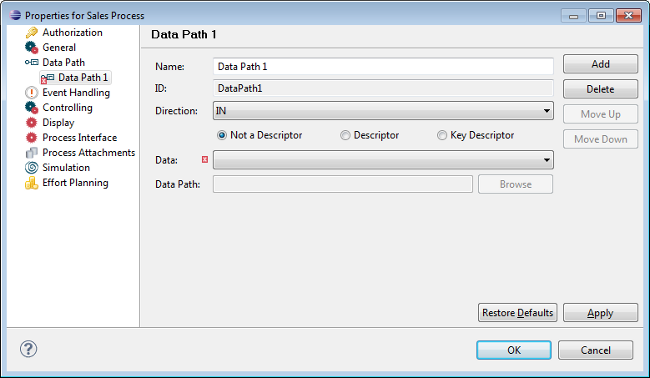 Properties for Sales Process
Authorization
General
Data Path
Data Path 1
Event Handling
Controlling
Display
Process Interface
Process Attachments
Simulation
Effort Planning
Data Path 1
Name: Data Path 1
ID: DataPath1
Direction: IN
Not a Descriptor Descriptor Key Descriptor
Data:
Data Path: Browse
Add
Delete
Move Up
Move Down
Restore Defaults Apply
? OK Cancel